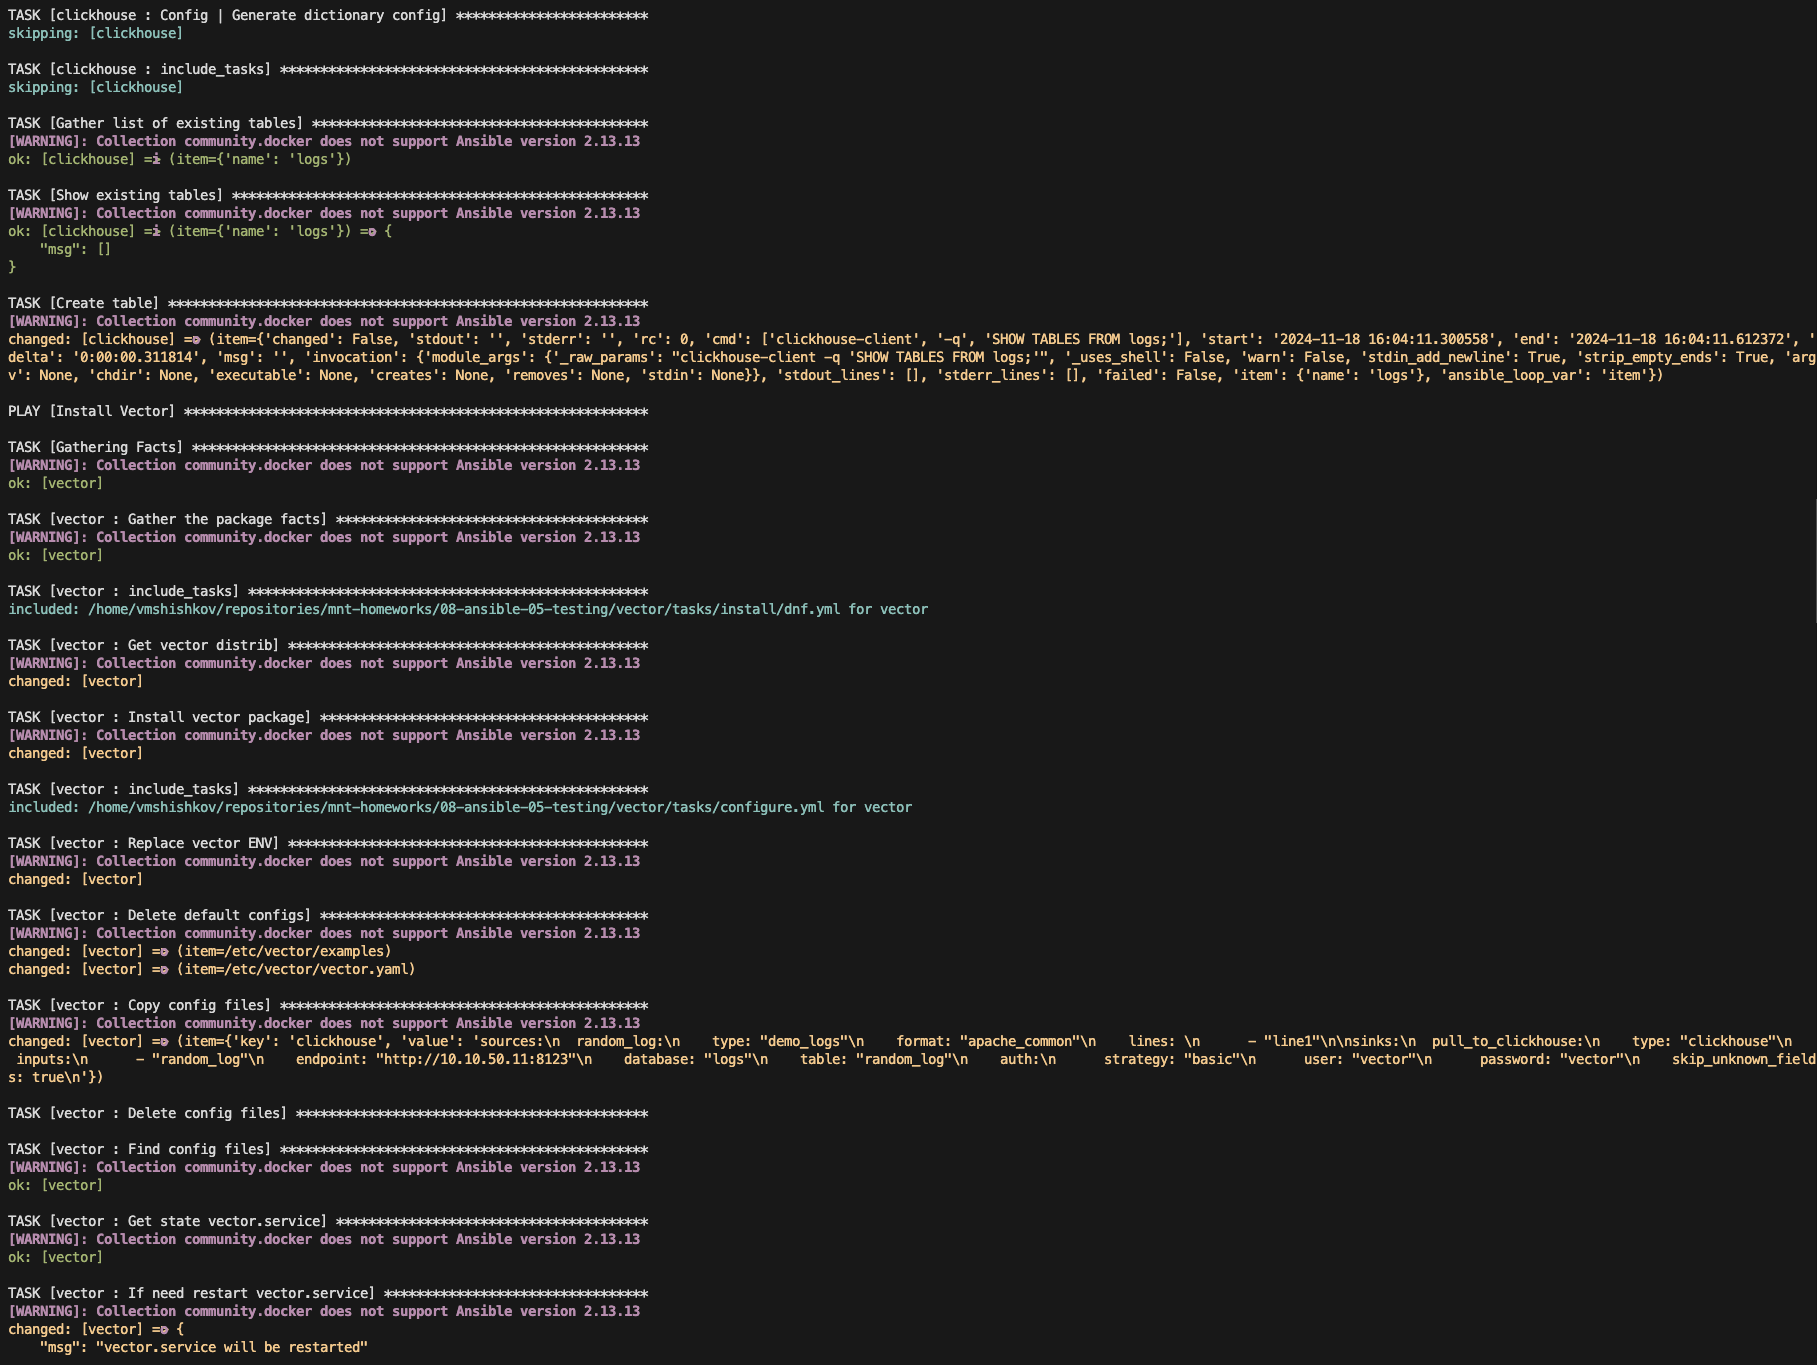 TASK [clickhouse : Config | Generate dictionary config] ************************
skipping: [clickhouse]
TASK [clickhouse : include_tasks] **********************************************
skipping: [clickhouse]
TASK [Gather list of existing tables] ******************************************
[WARNING]: Collection community.docker does not support Ansible version 2.13.13
ok: [clickhouse] => (item={'name': 'logs'})
TASK [Show existing tables] ****************************************************
[WARNING]: Collection community.docker does not support Ansible version 2.13.13
ok: [clickhouse] => (item={'name': 'logs'}) => {
    "msg": []
}
TASK [Create table] ************************************************************
[WARNING]: Collection community.docker does not support Ansible version 2.13.13
changed: [clickhouse] => (item={'changed': False, 'stdout': '', 'stderr': '', 'rc': 0, 'cmd': ['clickhouse-client', '-q', 'SHOW TABLES FROM logs;'], 'start': '2024-11-18 16:04:11.300558', 'end': '2024-11-18 16:04:11.612372', '
delta': '0:00:00.311814', 'msg': '', 'invocation': {'module_args': {'_raw_params': "clickhouse-client -q 'SHOW TABLES FROM logs;'", '_uses_shell': False, 'warn': False, 'stdin_add_newline': True, 'strip_empty_ends': True, 'arg
v': None, 'chdir': None, 'executable': None, 'creates': None, 'removes': None, 'stdin': None}}, 'stdout_lines': [], 'stderr_lines': [], 'failed': False, 'item': {'name': 'logs'}, 'ansible_loop_var': 'item'})
PLAY [Install Vector] **********************************************************
TASK [Gathering Facts] *********************************************************
[WARNING]: Collection community.docker does not support Ansible version 2.13.13
ok: [vector]
TASK [vector : Gather the package facts] ***************************************
[WARNING]: Collection community.docker does not support Ansible version 2.13.13
ok: [vector]
TASK [vector : include_tasks] **************************************************
included: /home/vmshishkov/repositories/mnt-homeworks/08-ansible-05-testing/vector/tasks/install/dnf.yml for vector
TASK [vector : Get vector distrib] *********************************************
[WARNING]: Collection community.docker does not support Ansible version 2.13.13
changed: [vector]
TASK [vector : Install vector package] *****************************************
[WARNING]: Collection community.docker does not support Ansible version 2.13.13
changed: [vector]
TASK [vector : include_tasks] **************************************************
included: /home/vmshishkov/repositories/mnt-homeworks/08-ansible-05-testing/vector/tasks/configure.yml for vector
TASK [vector : Replace vector ENV] *********************************************
[WARNING]: Collection community.docker does not support Ansible version 2.13.13
changed: [vector]
TASK [vector : Delete default configs] *****************************************
[WARNING]: Collection community.docker does not support Ansible version 2.13.13
changed: [vector] => (item=/etc/vector/examples)
changed: [vector] => (item=/etc/vector/vector.yaml)
TASK [vector : Copy config files] **********************************************
[WARNING]: Collection community.docker does not support Ansible version 2.13.13
changed: [vector] => (item={'key': 'clickhouse', 'value': 'sources:\n  random_log:\n    type: "demo_logs"\n    format: "apache_common"\n    lines: \n      - "line1"\n\nsinks:\n  pull_to_clickhouse:\n    type: "clickhouse"\n   
 inputs:\n      - "random_log"\n    endpoint: "http://10.10.50.11:8123"\n    database: "logs"\n    table: "random_log"\n    auth:\n      strategy: "basic"\n      user: "vector"\n      password: "vector"\n    skip_unknown_field
s: true\n'})
TASK [vector : Delete config files] ********************************************
TASK [vector : Find config files] **********************************************
[WARNING]: Collection community.docker does not support Ansible version 2.13.13
ok: [vector]
TASK [vector : Get state vector.service] ***************************************
[WARNING]: Collection community.docker does not support Ansible version 2.13.13
ok: [vector]
TASK [vector : If need restart vector.service] *********************************
[WARNING]: Collection community.docker does not support Ansible version 2.13.13
changed: [vector] => {
    "msg": "vector.service will be restarted"